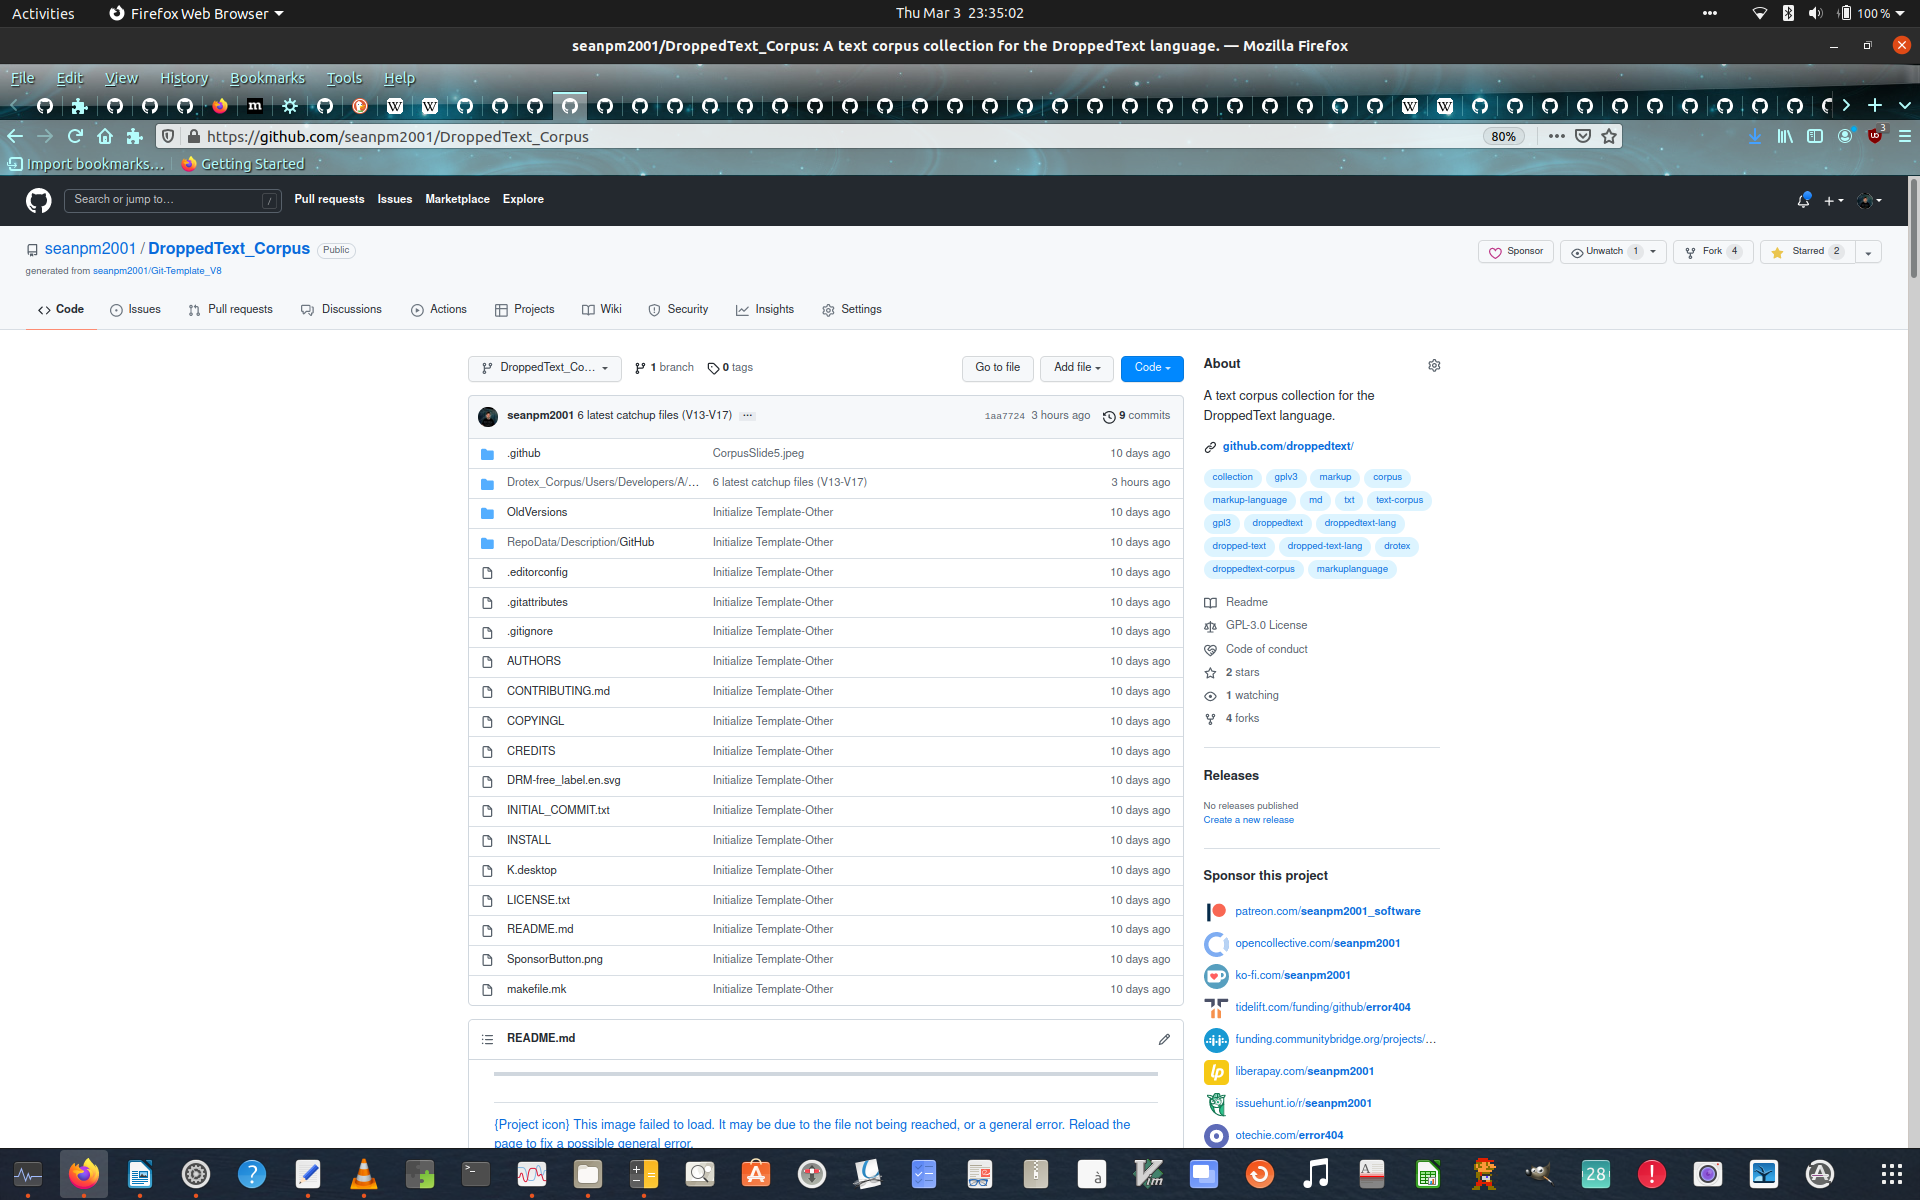 Activities
Firefox Web Browser
Thu Mar 3 23:35:02
100 %
seanpm2001/DroppedText_Corpus: A text corpus collection for the DroppedText language. — Mozilla Firefox
File Edit View History Bookmarks Tools Help
https://github.com/seanpm2001/DroppedText_Corpus
80%
3
Import bookmarks…
Getting Started
Search or jump to…
/
Pull requests Issues Marketplace Explore
seanpm2001 / DroppedText_Corpus Public
generated from seanpm2001/Git-Template_V8
Sponsor
Unwatch 1
Fork 4
Starred 2
Code Issues Pull requests Discussions Actions Projects Wiki Security Insights Settings
DroppedText_Co…
1 branch
0 tags
Go to file
Add file
Code
seanpm2001 6 latest catchup files (V13-V17) …
1aa7724 3 hours ago
9 commits
.github CorpusSlide5.jpeg 10 days ago
Drotex_Corpus/Users/Developers/A/… 6 latest catchup files (V13-V17) 3 hours ago
OldVersions Initialize Template-Other 10 days ago
RepoData/Description/GitHub Initialize Template-Other 10 days ago
.editorconfig Initialize Template-Other 10 days ago
.gitattributes Initialize Template-Other 10 days ago
.gitignore Initialize Template-Other 10 days ago
AUTHORS Initialize Template-Other 10 days ago
CONTRIBUTING.md Initialize Template-Other 10 days ago
COPYINGL Initialize Template-Other 10 days ago
CREDITS Initialize Template-Other 10 days ago
DRM-free_label.en.svg Initialize Template-Other 10 days ago
INITIAL_COMMIT.txt Initialize Template-Other 10 days ago
INSTALL Initialize Template-Other 10 days ago
K.desktop Initialize Template-Other 10 days ago
LICENSE.txt Initialize Template-Other 10 days ago
README.md Initialize Template-Other 10 days ago
SponsorButton.png Initialize Template-Other 10 days ago
makefile.mk Initialize Template-Other 10 days ago
README.md
{Project icon} This image failed to load. It may be due to the file not being reached, or a general error. Reload the
page to fix a possible general error.
About
A text corpus collection for the
DroppedText language.
github.com/droppedtext/
collection gplv3 markup corpus
markup-language md txt text-corpus
gpl3 droppedtext droppedtext-lang
dropped-text dropped-text-lang drotex
droppedtext-corpus markuplanguage
Readme
GPL-3.0 License
Code of conduct
2 stars
1 watching
4 forks
Releases
No releases published
Create a new release
Sponsor this project
patreon.com/seanpm2001_software
opencollective.com/seanpm2001
ko-fi.com/seanpm2001
tidelift.com/funding/github/error404
funding.communitybridge.org/projects/…
liberapay.com/seanpm2001
issuehunt.io/r/seanpm2001
otechie.com/error404
28